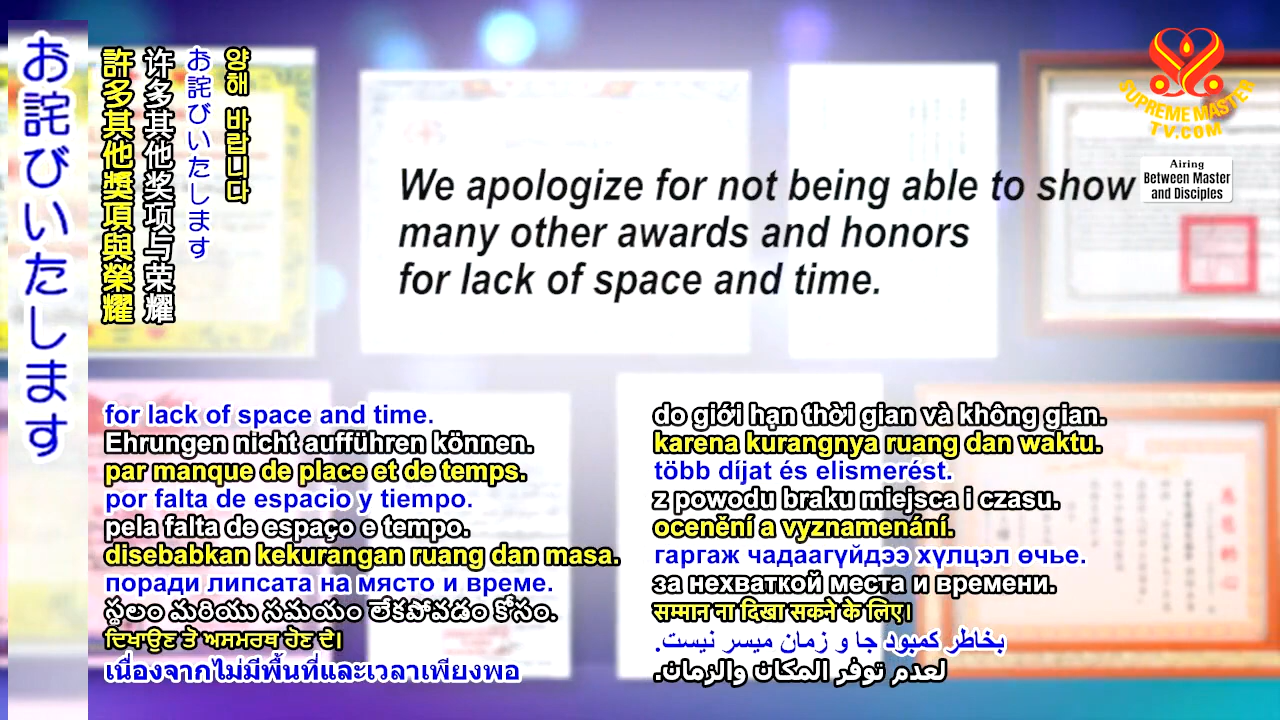 お詫びいたします
許多其他獎項與榮耀
许多其他奖项与荣耀
お詫びいたします
양해 바랍니다
We apologize for not being able to show
many other awards and honors
for lack of space and time.
SUPREME MASTER
TV.COM
Airing
Between Master
and Disciples
for lack of space and time.
Ehrungen nicht aufführen können.
par manque de place et de temps.
por falta de espacio y tiempo.
pela falta de espaço e tempo.
disebabkan kekurangan ruang dan masa.
поради липсата на място и време.
స్థలం మరియు సమయం లేకపోవడం కోసం.
ਦਿਖਾਉਣ ਤੋਂ ਅਸਮਰਥ ਹੋਣ ਦੇ।
เนื่องจากไม่มีพื้นที่และเวลาเพียงพอ
do giới hạn thời gian và không gian.
karena kurangnya ruang dan waktu.
több díjat és elismerést.
z powodu braku miejsca i czasu.
ocenění a vyznamenání.
гаргаж чадаагүйдээ хүлцэл өчье.
за нехваткой места и времени.
सम्मान ना दिखा सकने के लिए।
بخاطر کمبود جا و زمان میسر نیست.
لعدم توفر المكان والزمان.